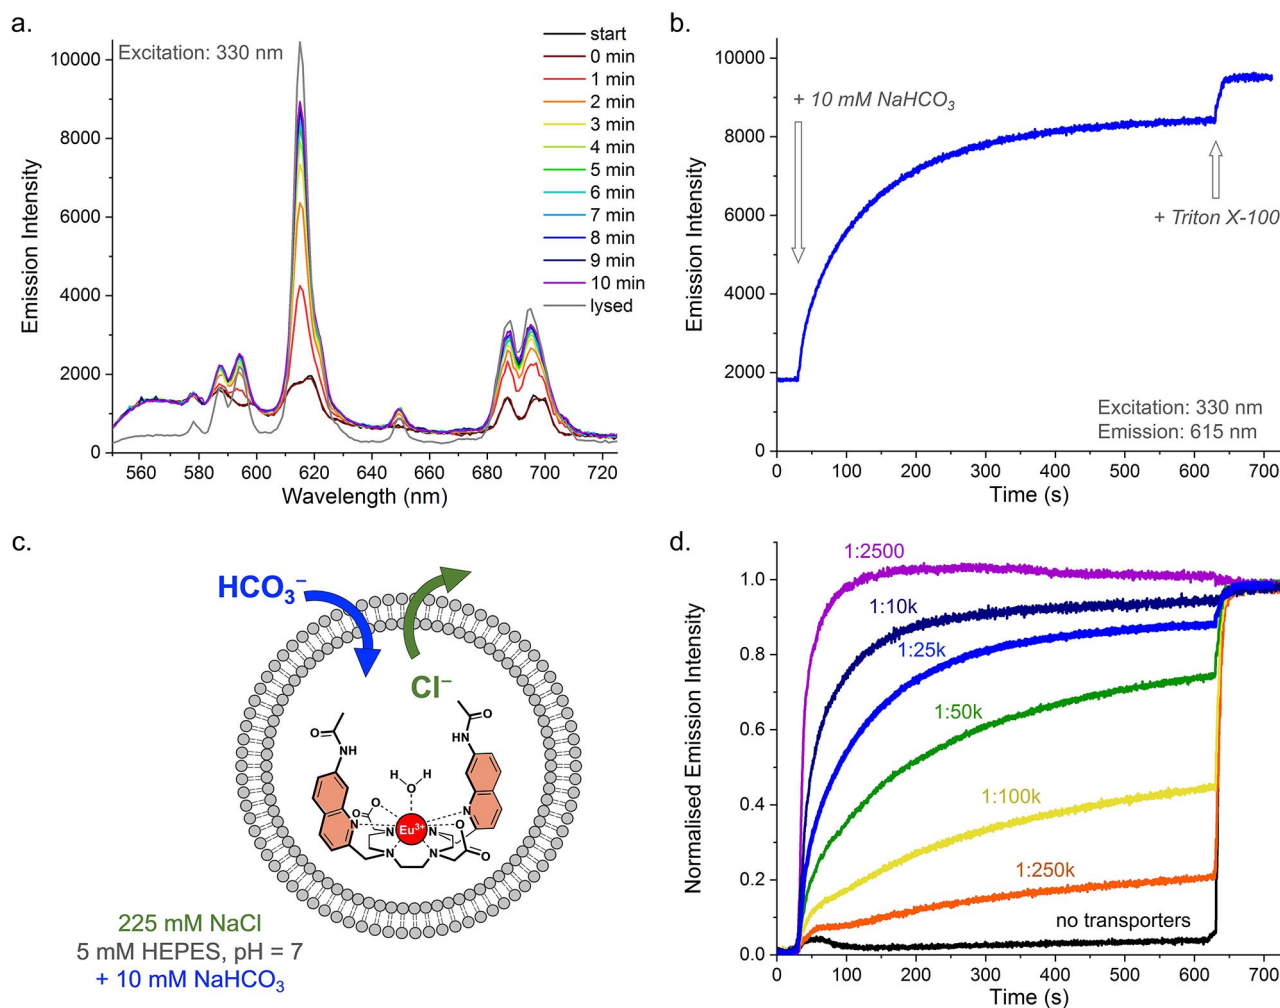 a.
Excitation: 330 nm
Emission Intensity
10000
8000
6000
4000
2000
0
560 580 600 620 640 660 680 700 720
Wavelength (nm)
start
0 min
1 min
2 min
3 min
4 min
5 min
6 min
7 min
8 min
9 min
10 min
lysed
b.
Emission Intensity
10000
8000
6000
4000
2000
0
+ 10 mM NaHCO₃
+ Triton X-100
Excitation: 330 nm
Emission: 615 nm
0 100 200 300 400 500 600 700
Time (s)
c.
HCO₃⁻
Cl⁻
O
HN
O
NH
H H
O
O
O
N
N
O
Eu³⁺
N
N
N
N
O
225 mM NaCl
5 mM HEPES, pH = 7
+ 10 mM NaHCO₃
d.
Normalised Emission Intensity
1.0
0.8
0.6
0.4
0.2
0.0
1:2500
1:10k
1:25k
1:50k
1:100k
1:250k
no transporters
0 100 200 300 400 500 600 700
Time (s)